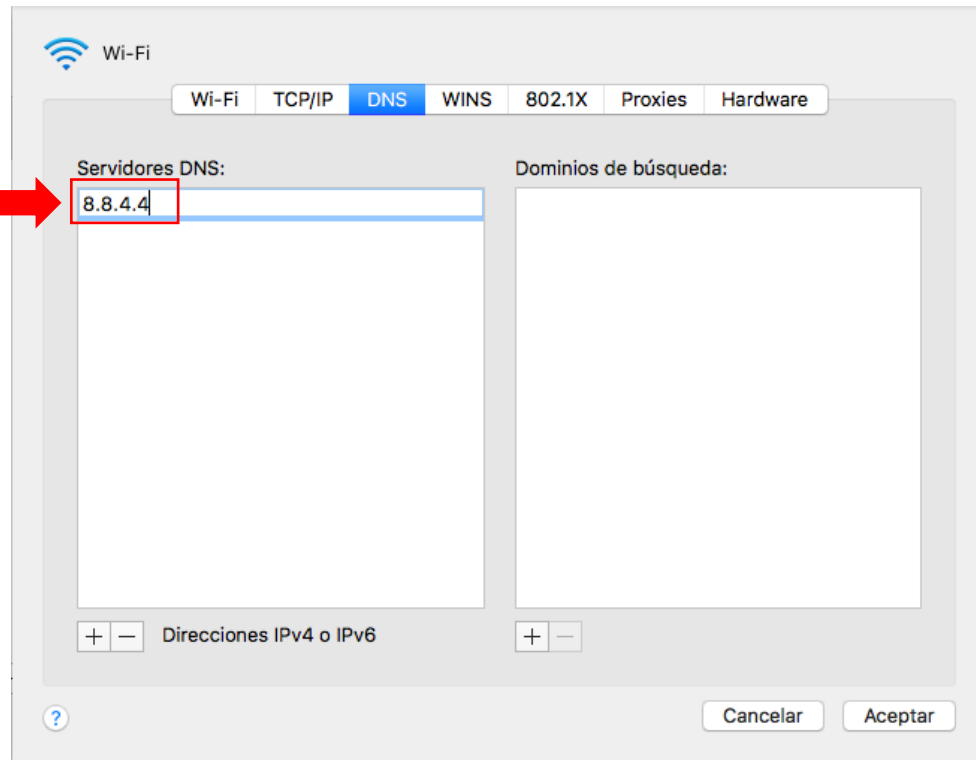 Wi-Fi
Wi-Fi TCP/IP DNS WINS 802.1X Proxies Hardware
Servidores DNS:
8.8.4.4
Dominios de búsqueda:
+ − Direcciones IPv4 o IPv6
+ −
?
Cancelar Aceptar